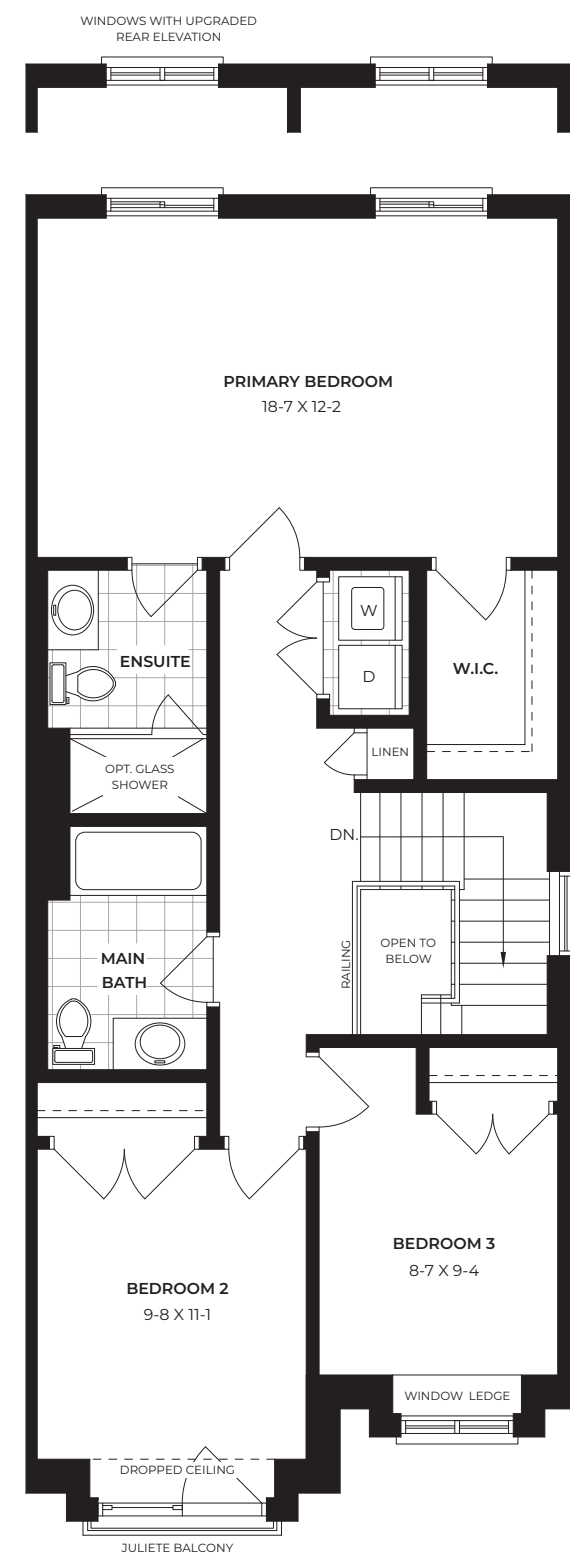 WINDOWS WITH UPGRADED
REAR ELEVATION
PRIMARY BEDROOM
18-7 X 12-2
W
D
ENSUITE
W.I.C.
LINEN
OPT. GLASS
SHOWER
DN.
RAILING
OPEN TO
BELOW
MAIN
BATH
BEDROOM 3
8-7 X 9-4
BEDROOM 2
9-8 X 11-1
WINDOW LEDGE
DROPPED CEILING
JULIETE BALCONY